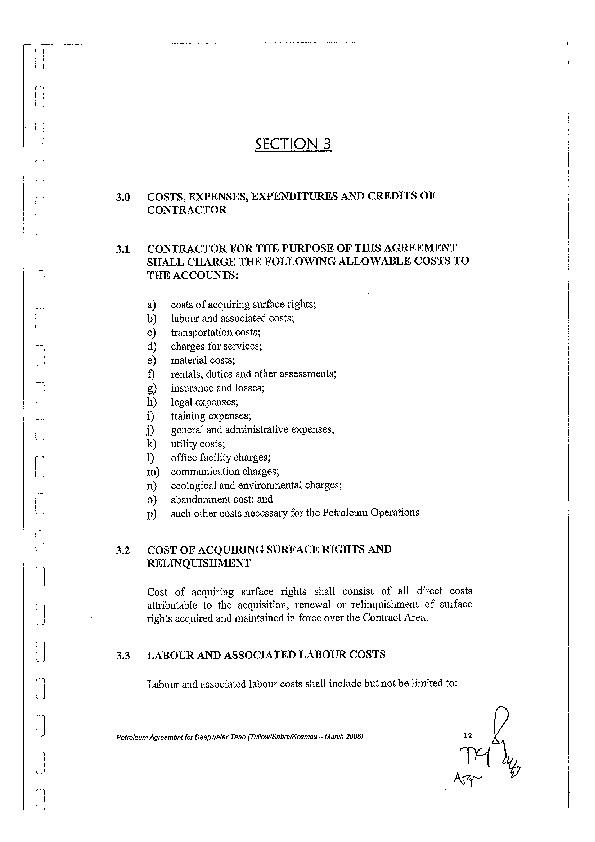 SECTION 3
3.0 COSTS, EXPENSES, EXPENDITURES AND CREDITS OF
CONTRACTOR
3.1 CONTRACTOR FOR THE PURPOSE OF THIS AGREEMENT
SHALL CHARGE THE FOLLOWING ALLOWABLE COSTS TO
THE ACCOUNTS:
a) costs of acquiring surface rights;
b) labour and associated costs;
c) transportation costs;
d) charges for services;
e) material costs;
f) rentals, duties and other assessments;
g) insurance and losses;
h) legal expenses;
i) training expenses;
j) general and administrative expenses;
k) utility costs;
l) office facility charges;
m) communication charges;
n) ecological and environmental charges;
o) abandonment cost; and
p) such other costs necessary for the Petroleum Operations
3.2 COST OF ACQUIRING SURFACE RIGHTS AND
RELINQUISHMENT
Cost of acquiring surface rights shall consist of all direct costs
attributable to the acquisition, renewal or relinquishment of surface
rights acquired and maintained in force over the Contract Area.
3.3 LABOUR AND ASSOCIATED LABOUR COSTS
Labour and associated labour costs shall include but not be limited to:
Petroleum Agreement for Deepwater Tano (Tullow/Sabre/Kosmos – March 2006) 12